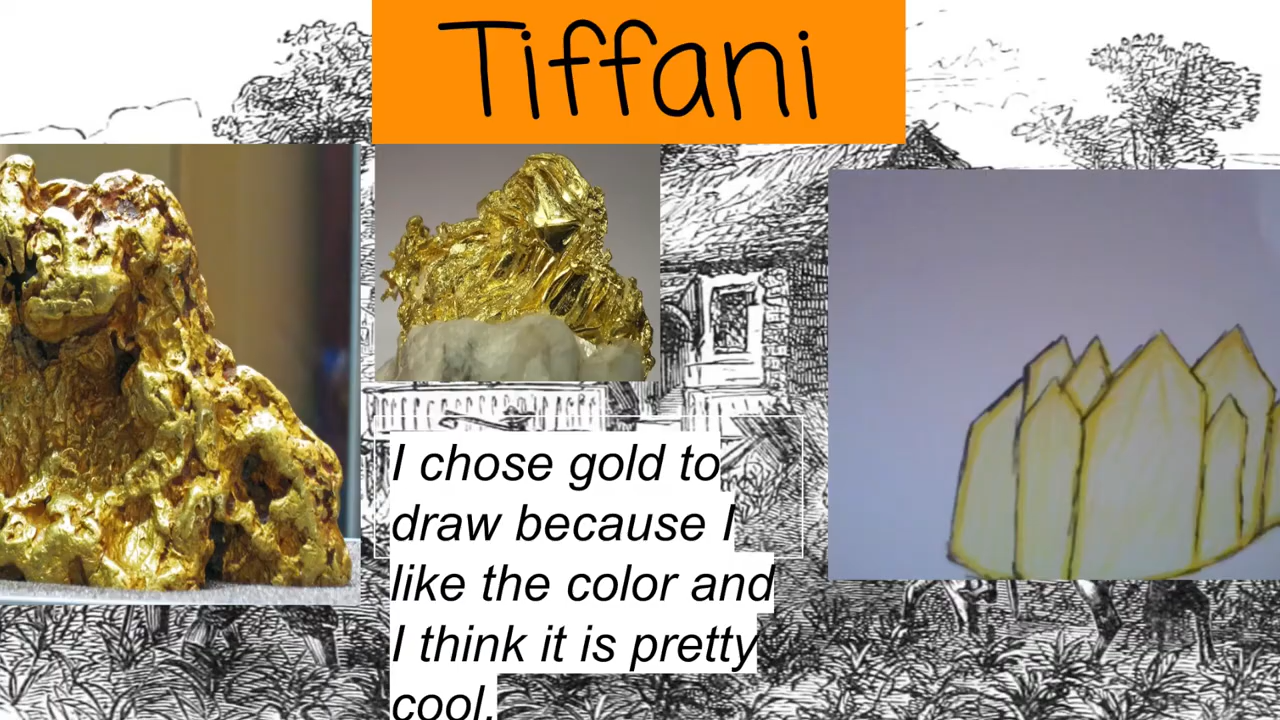 Tiffani
I chose gold to
draw because I
like the color and
I think it is pretty
cool.